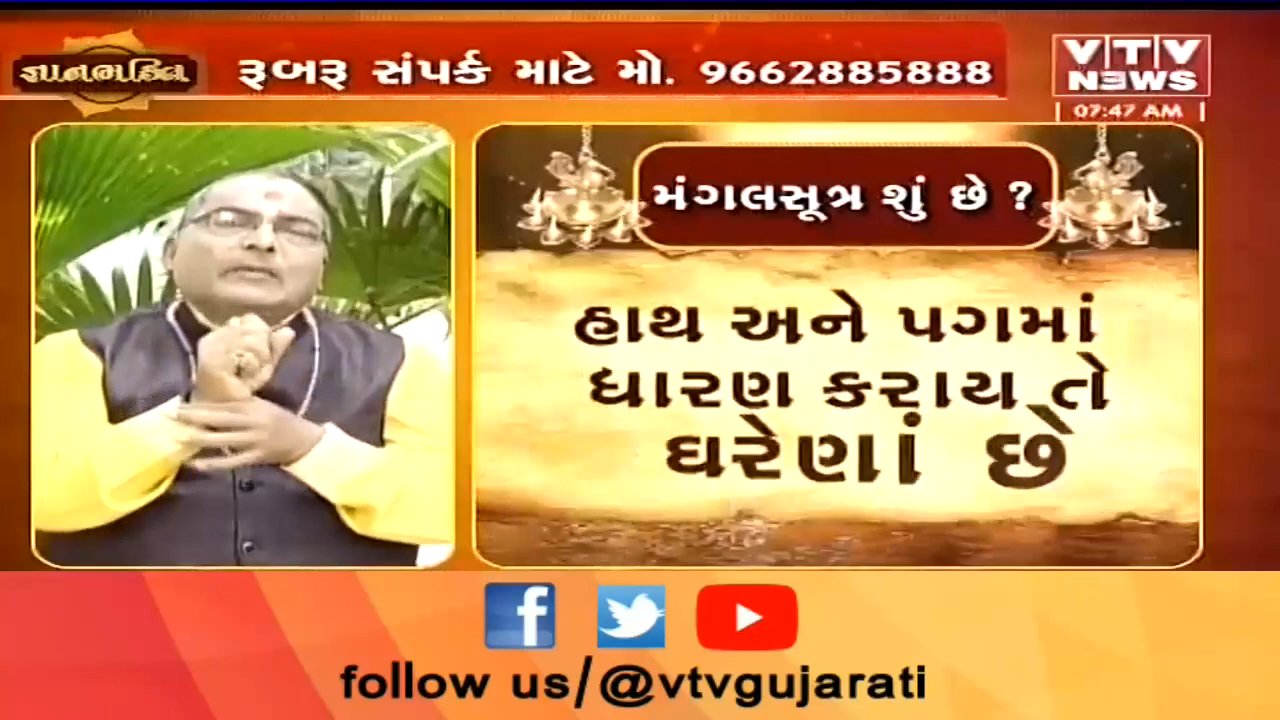 જ્ઞાનભક્તિ
રૂબરૂ સંપર્ક માટે મો. 9662885888
VTV
NEWS
07:47 AM
મંગલસૂત્ર શું છે ?
હાથ અને પગમાં
ધારણ કરાય તો
ઘરેણાં છે
follow us/@vtvgujarati